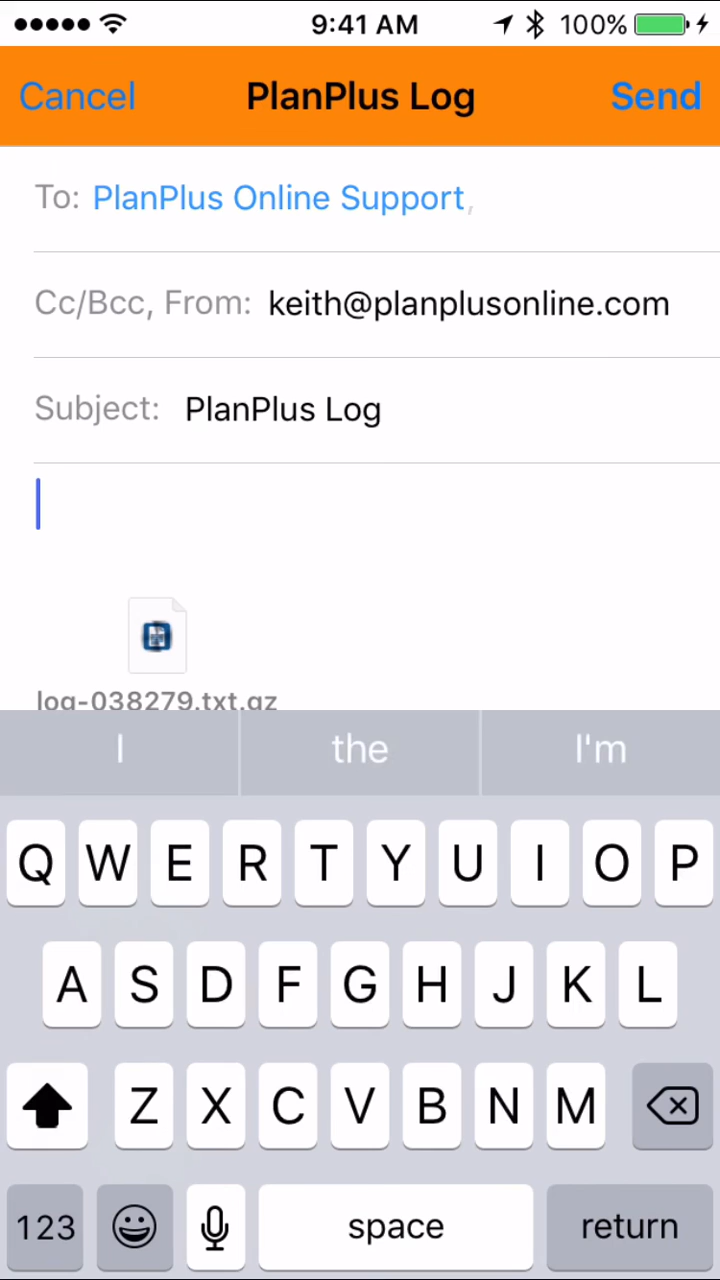 9:41 AM 100%
Cancel PlanPlus Log Send
To: PlanPlus Online Support,
Cc/Bcc, From: keith@planplusonline.com
Subject: PlanPlus Log
log-038279.txt.gz
I the I'm
Q W E R T Y U I O P
A S D F G H J K L
Z X C V B N M
123 space return